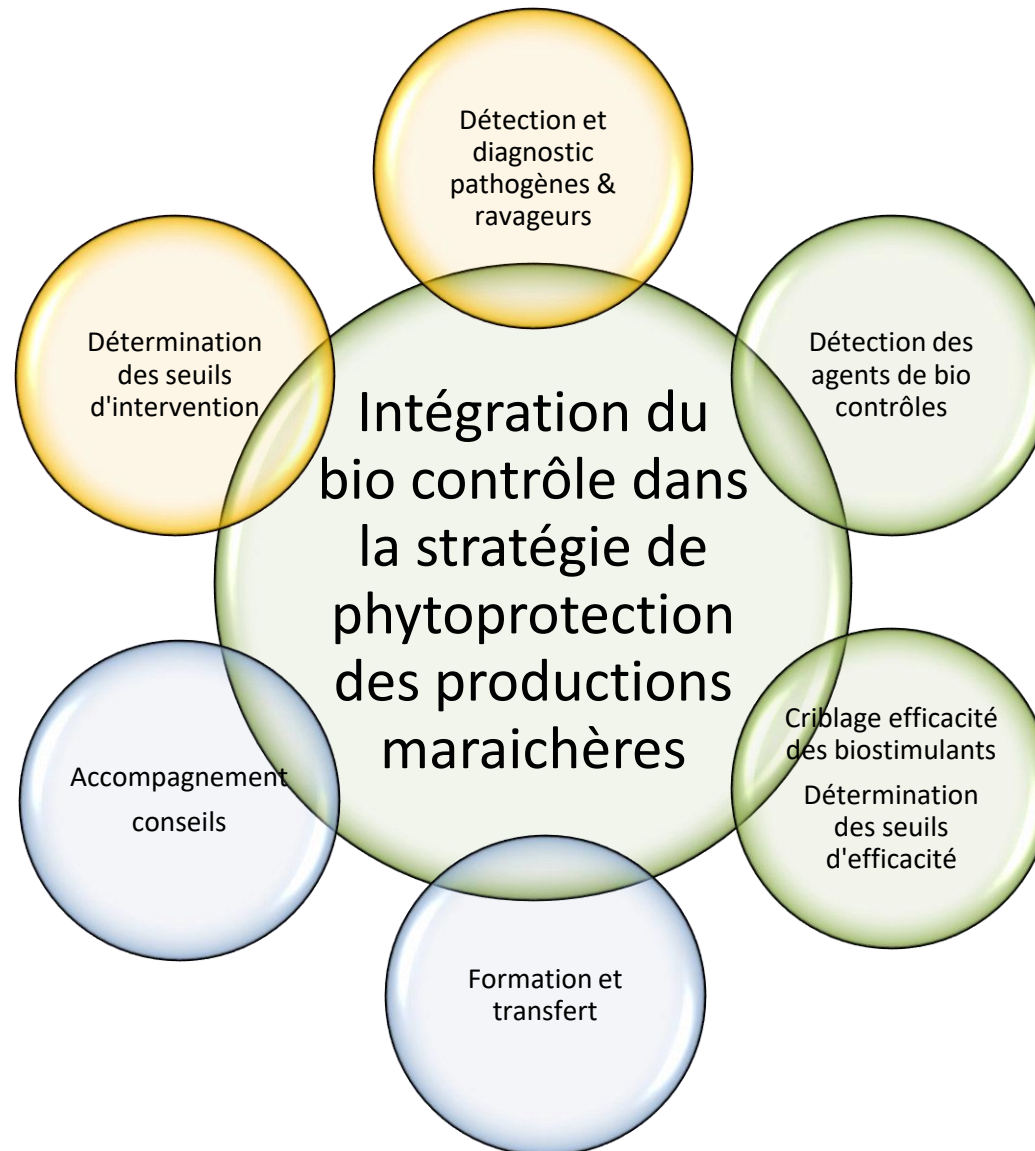 Détection et
diagnostic
pathogènes &
ravageurs
Détection des
agents de bio
contrôles
Criblage efficacité
des biostimulants
Détermination
des seuils
d'efficacité
Formation et
transfert
Accompagnement
conseils
Détermination
des seuils
d'intervention
Intégration du
bio contrôle dans
la stratégie de
phytoprotection
des productions
maraichères